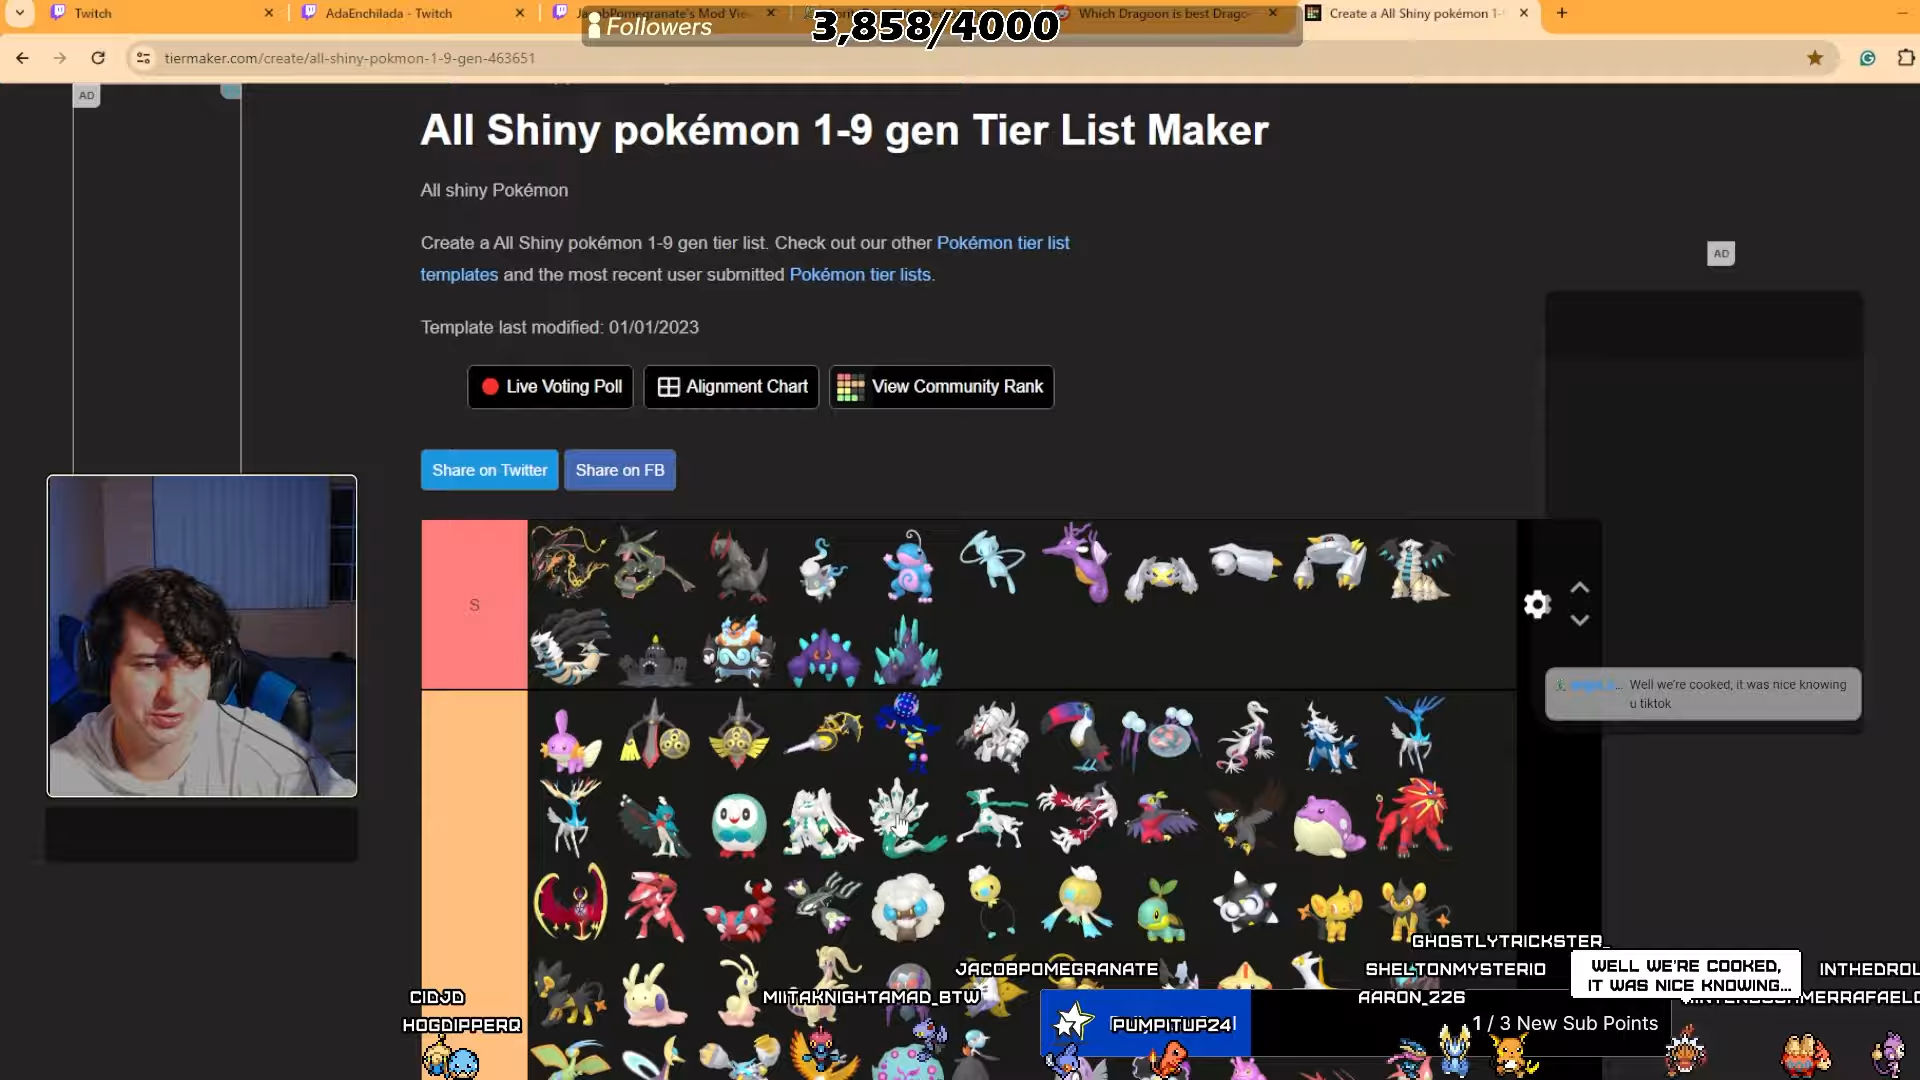 Twitch
AdaEnchilada - Twitch
JacobPomegranate's Mod Vie
Which Dragoon is best Drago
Create a All Shiny pokémon 1-
Followers
3,858/4000
tiermaker.com/create/all-shiny-pokmon-1-9-gen-463651
AD
All Shiny pokémon 1-9 gen Tier List Maker
All shiny Pokémon
Create a All Shiny pokémon 1-9 gen tier list. Check out our other Pokémon tier list
templates and the most recent user submitted Pokémon tier lists.
AD
Template last modified: 01/01/2023
Live Voting Poll
Alignment Chart
View Community Rank
Share on Twitter
Share on FB
S
Well we're cooked, it was nice knowing
u tiktok
GHOSTLYTRICKSTER_
JACOBPOMEGRANATE
SHELTONMYSTERIO
WELL WE'RE COOKED,
IT WAS NICE KNOWING...
INTHEDROU
CIDJD
MIITAKNIGHTAMAD_BTW
AARON_226
HOGDIPPERQ
PUMPITUP24
1 / 3 New Sub Points